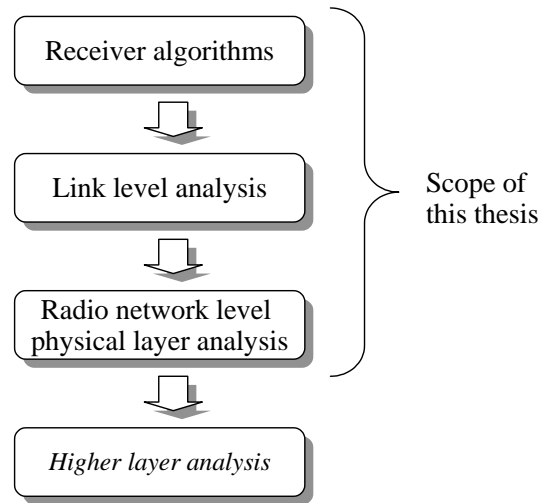 Receiver algorithms
Link level analysis
Scope of
this thesis
Radio network level
physical layer analysis
Higher layer analysis